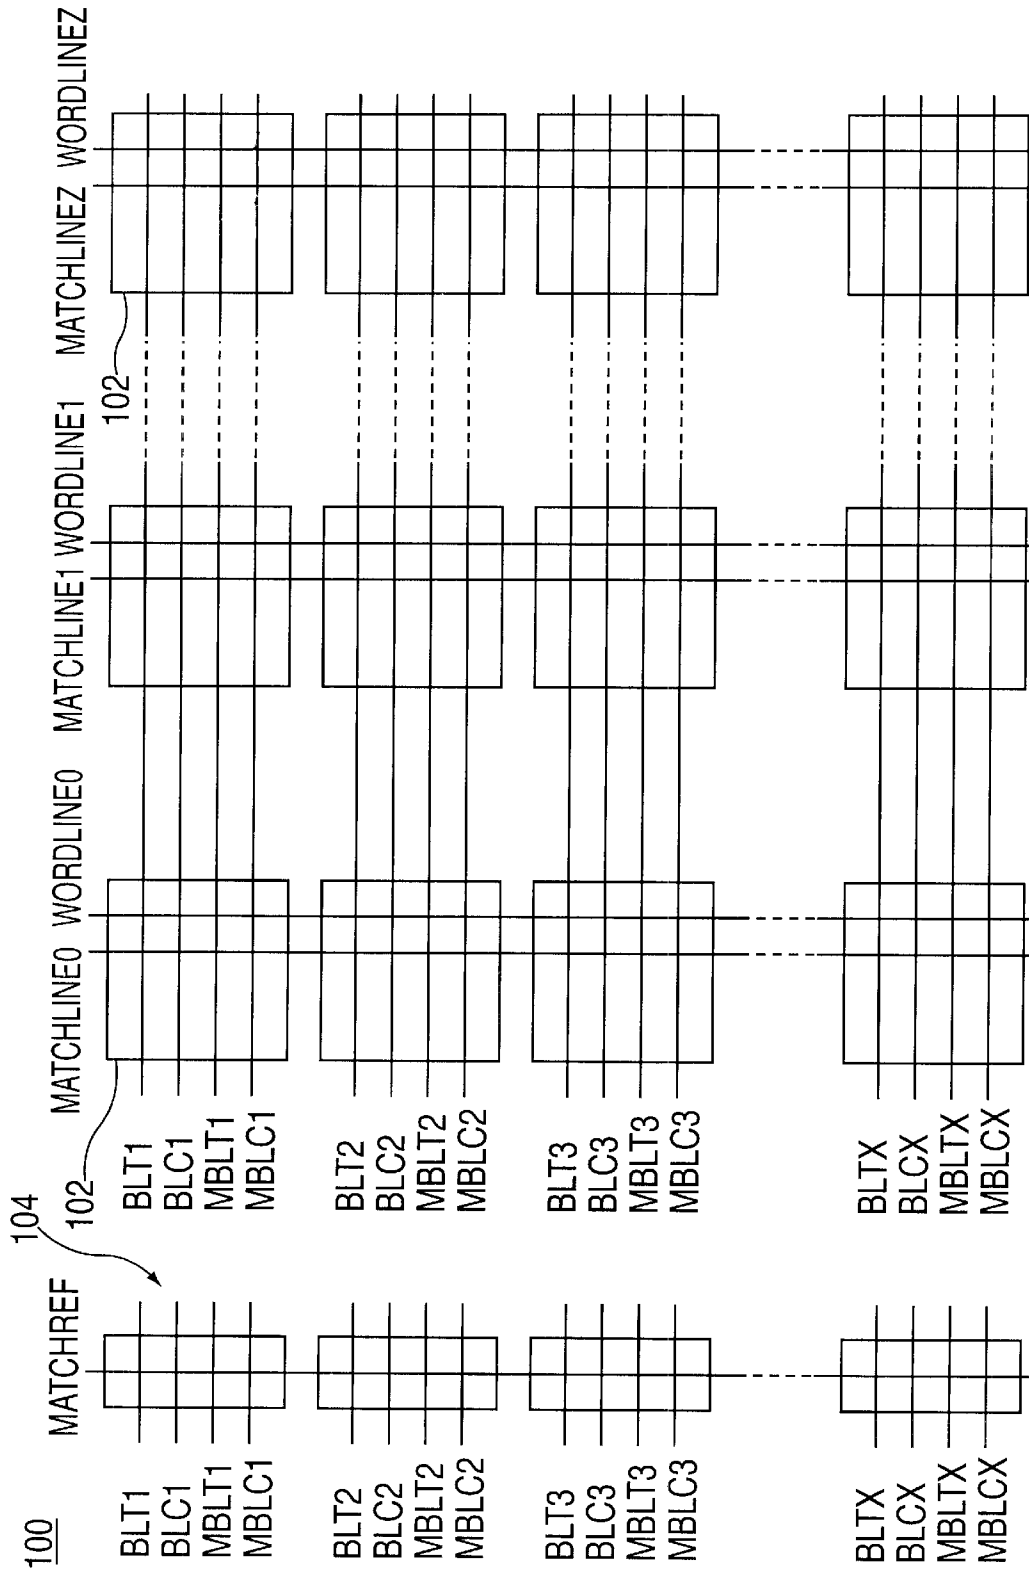 100
104
MATCHREF
MATCHLINE0 WORDLINE0
MATCHLINE1 WORDLINE1
MATCHLINEZ WORDLINEZ
102
102
BLT1
BLC1
MBLT1
MBLC1
BLT1
BLC1
MBLT1
MBLC1
BLT2
BLC2
MBLT2
MBLC2
BLT2
BLC2
MBLT2
MBLC2
BLT3
BLC3
MBLT3
MBLC3
BLT3
BLC3
MBLT3
MBLC3
BLTX
BLCX
MBLTX
MBLCX
BLTX
BLCX
MBLTX
MBLCX